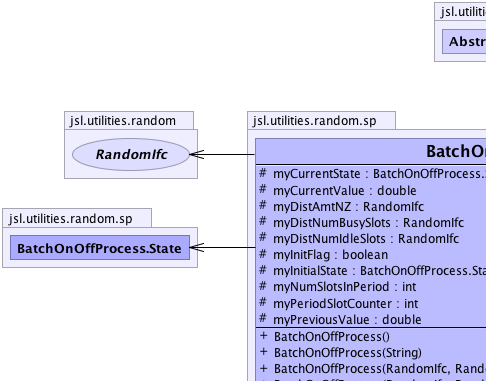 jsl.utilities
Abstr
jsl.utilities.random
RandomIfc
jsl.utilities.random.sp
BatchOnOffProcess.State
jsl.utilities.random.sp
BatchOn
# myCurrentState : BatchOnOffProcess.
# myCurrentValue : double
# myDistAmtNZ : RandomIfc
# myDistNumBusySlots : RandomIfc
# myDistNumIdleSlots : RandomIfc
# myInitFlag : boolean
# myInitialState : BatchOnOffProcess.Sta
# myNumSlotsInPeriod : int
# myPeriodSlotCounter : int
# myPreviousValue : double
+ BatchOnOffProcess()
+ BatchOnOffProcess(String)
+ BatchOnOffProcess(RandomIfc, Rand